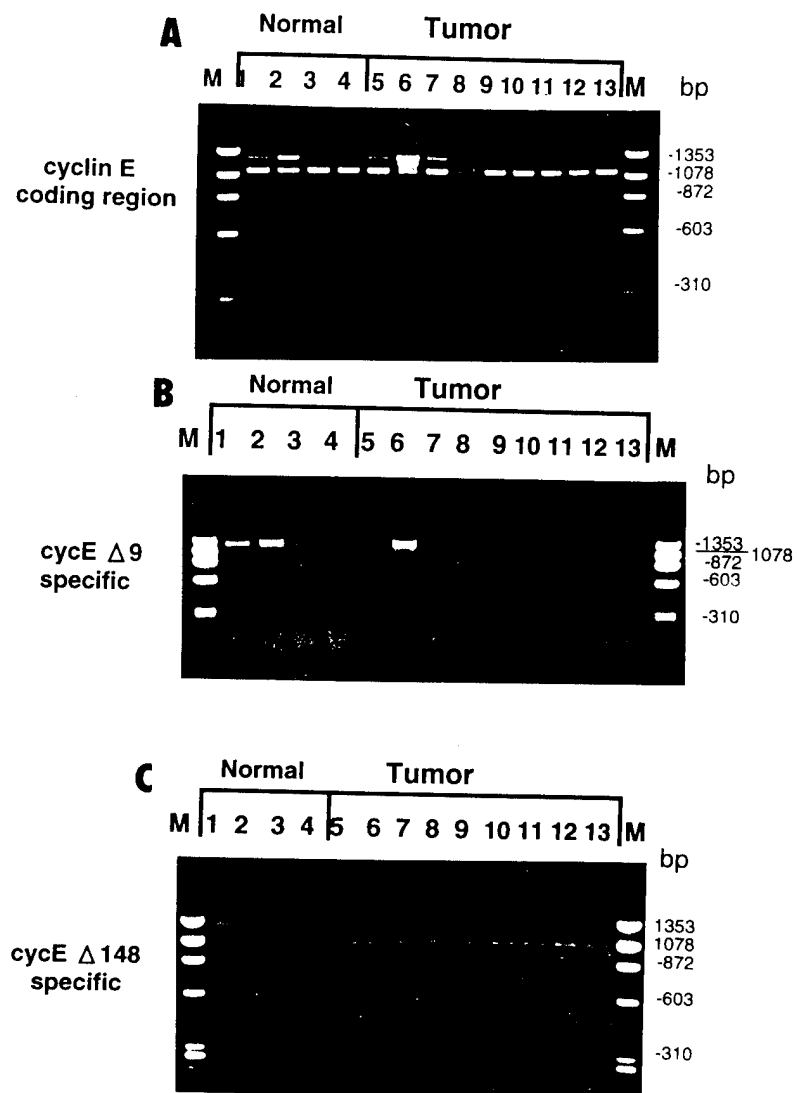 A
Normal Tumor
M 1 2 3 4 5 6 7 8 9 10 11 12 13 M bp
cyclin E
coding region
-1353
-1078
-872
-603
-310
B
Normal Tumor
M 1 2 3 4 5 6 7 8 9 10 11 12 13 M
bp
cycE Δ9
specific
-1353
1078
-872
-603
-310
C
Normal Tumor
M 1 2 3 4 5 6 7 8 9 10 11 12 13 M
bp
cycE Δ148
specific
1353
1078
-872
-603
-310